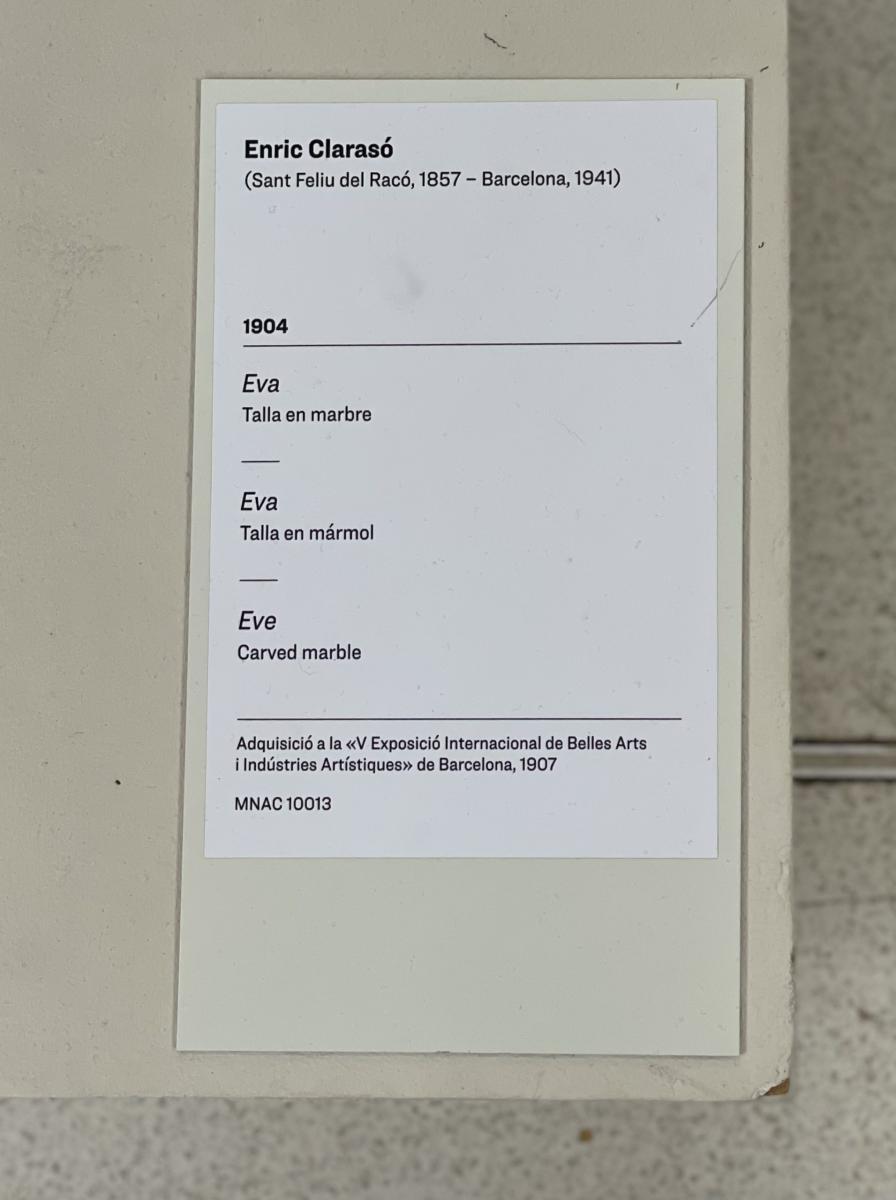 Enric Clarasó
(Sant Feliu del Racó, 1857 – Barcelona, 1941)
1904
Eva
Talla en marbre
Eva
Talla en mármol
Eve
Carved marble
Adquisició a la «V Exposició Internacional de Belles Arts
i Indústries Artístiques» de Barcelona, 1907
MNAC 10013